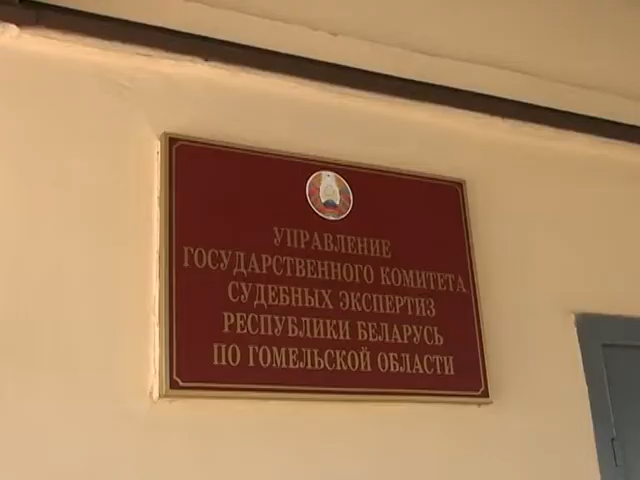 УПРАВЛЕНИЕ
ГОСУДАРСТВЕННОГО КОМИТЕТА
СУДЕБНЫХ ЭКСПЕРТИЗ
РЕСПУБЛИКИ БЕЛАРУСЬ
ПО ГОМЕЛЬСКОЙ ОБЛАСТИ